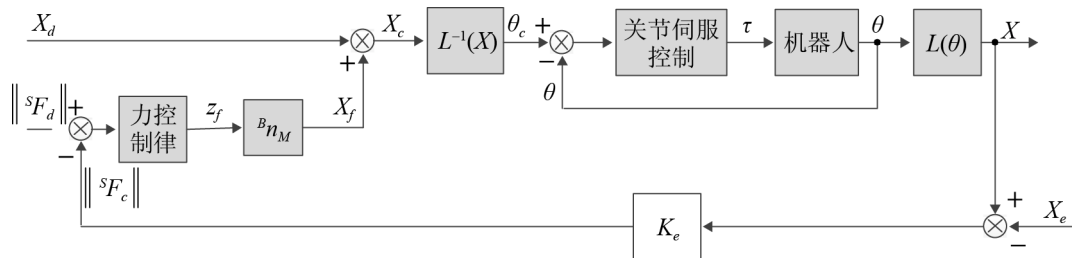 X_d
+
X_c
L⁻¹(X)
θ_c
+
−
关节伺服
控制
τ
机器人
θ
L(θ)
X
θ
‖ ˢF_d ‖
+
−
力控
制律
z_f
ᴮn_M
X_f
‖ ˢF_c ‖
K_e
+
−
X_e